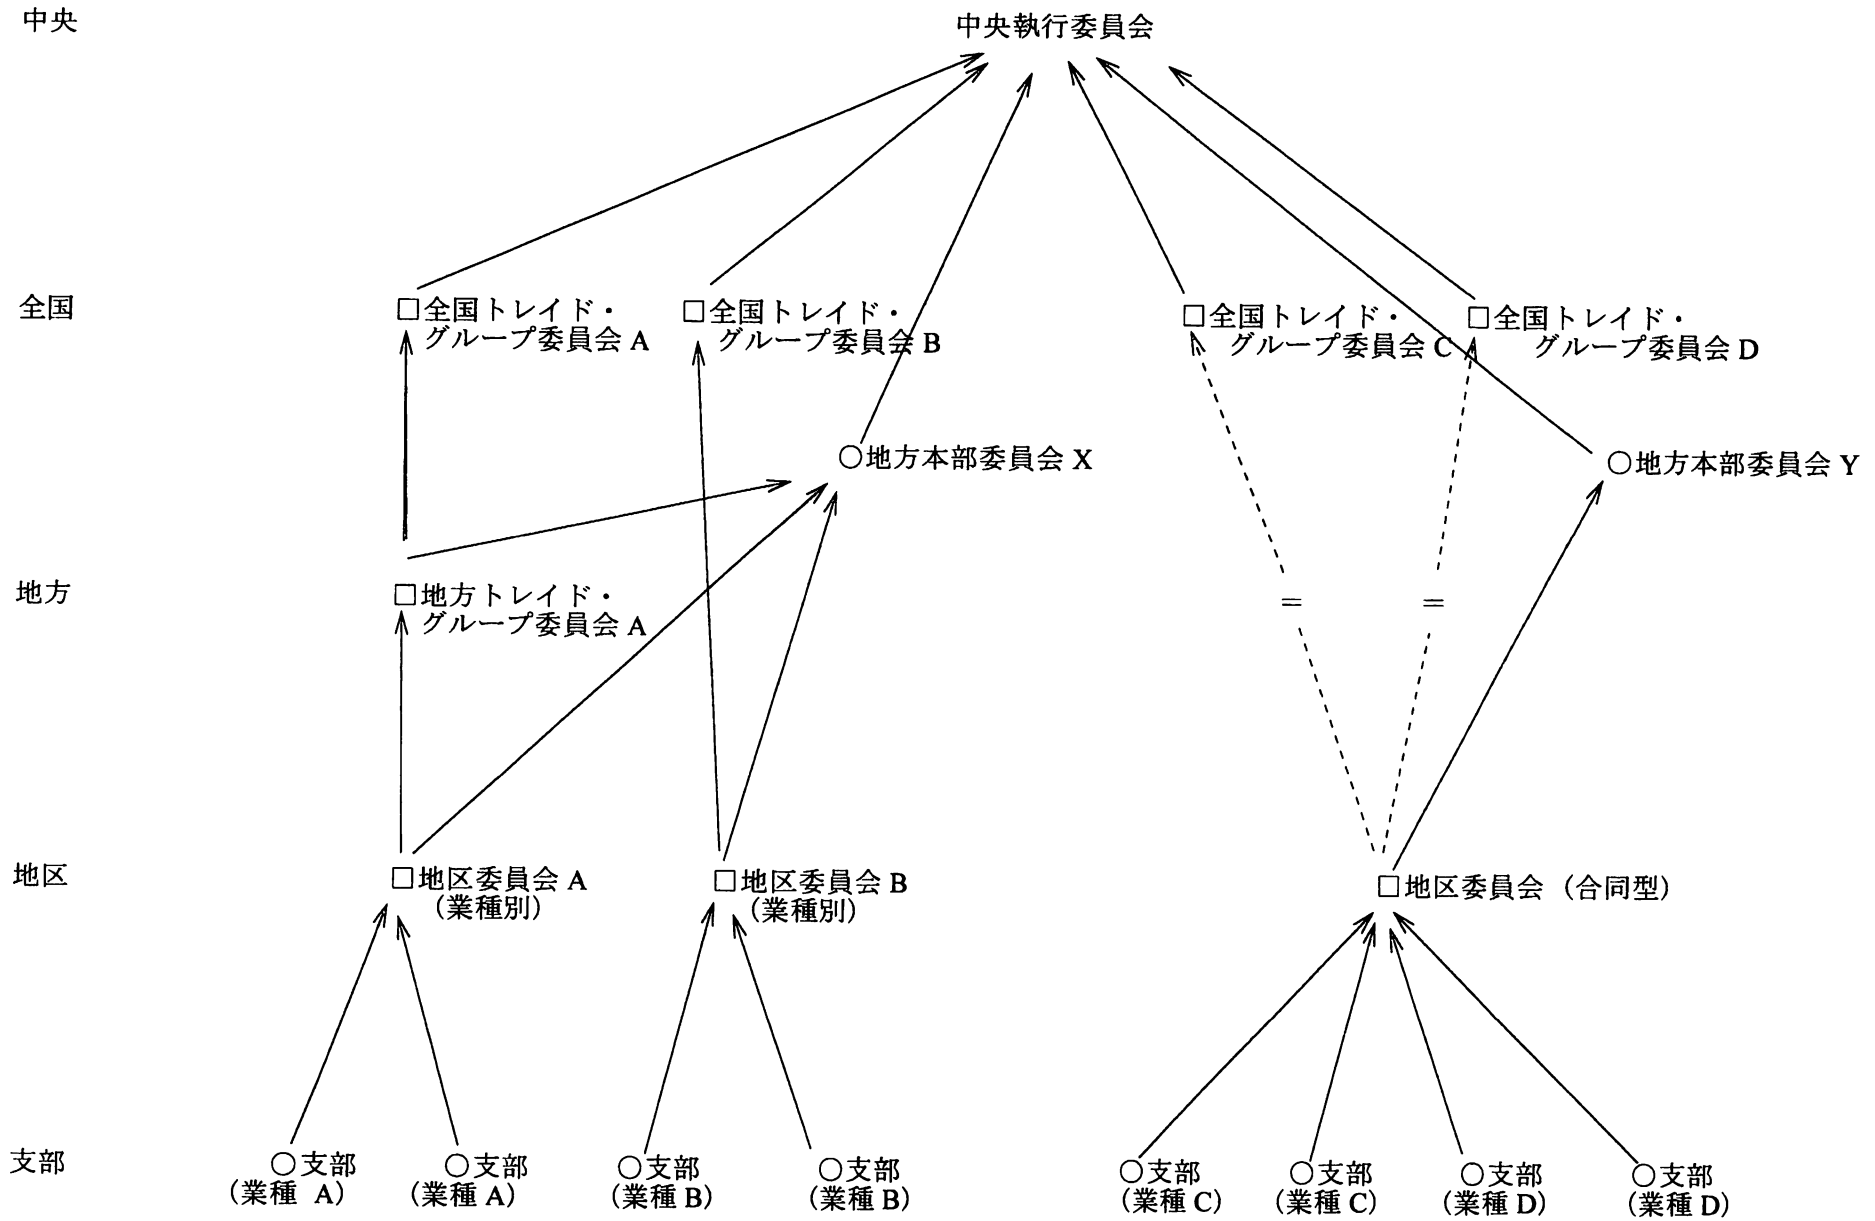 中央
中央執行委員会
全国
□全国トレイド・
グループ委員会 A
□全国トレイド・
グループ委員会 B
□全国トレイド・
グループ委員会 C
□全国トレイド・
グループ委員会 D
○地方本部委員会 X
○地方本部委員会 Y
地方
□地方トレイド・
グループ委員会 A
=
=
地区
□地区委員会 A
(業種別)
□地区委員会 B
(業種別)
□地区委員会 (合同型)
支部
○支部
(業種 A)
○支部
(業種 A)
○支部
(業種 B)
○支部
(業種 B)
○支部
(業種 C)
○支部
(業種 C)
○支部
(業種 D)
○支部
(業種 D)